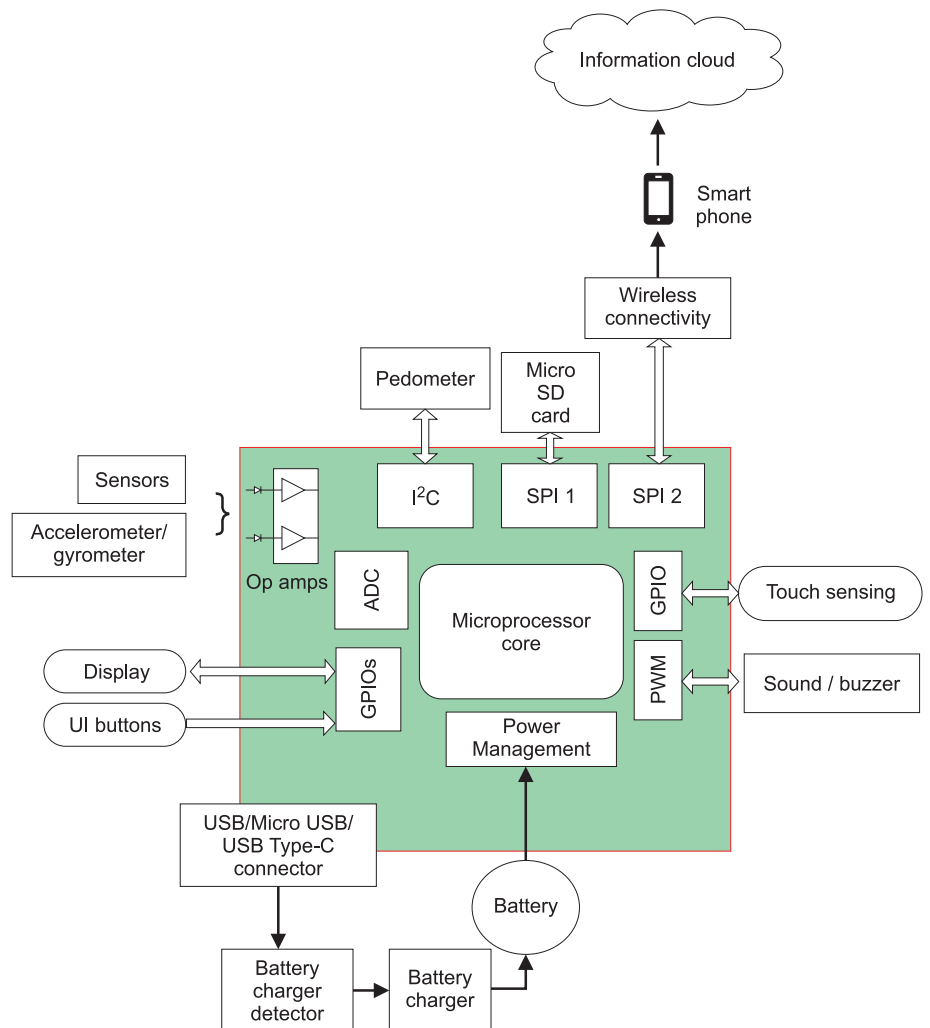 Information cloud
Smart
phone
Wireless
connectivity
Pedometer
Micro
SD
card
Sensors
Accelerometer/
gyrometer
I²C
SPI 1
SPI 2
Op amps
ADC
Microprocessor
core
GPIO
Touch sensing
Display
UI buttons
GPIOs
PWM
Sound / buzzer
Power
Management
USB/Micro USB/
USB Type-C
connector
Battery
Battery
charger
detector
Battery
charger